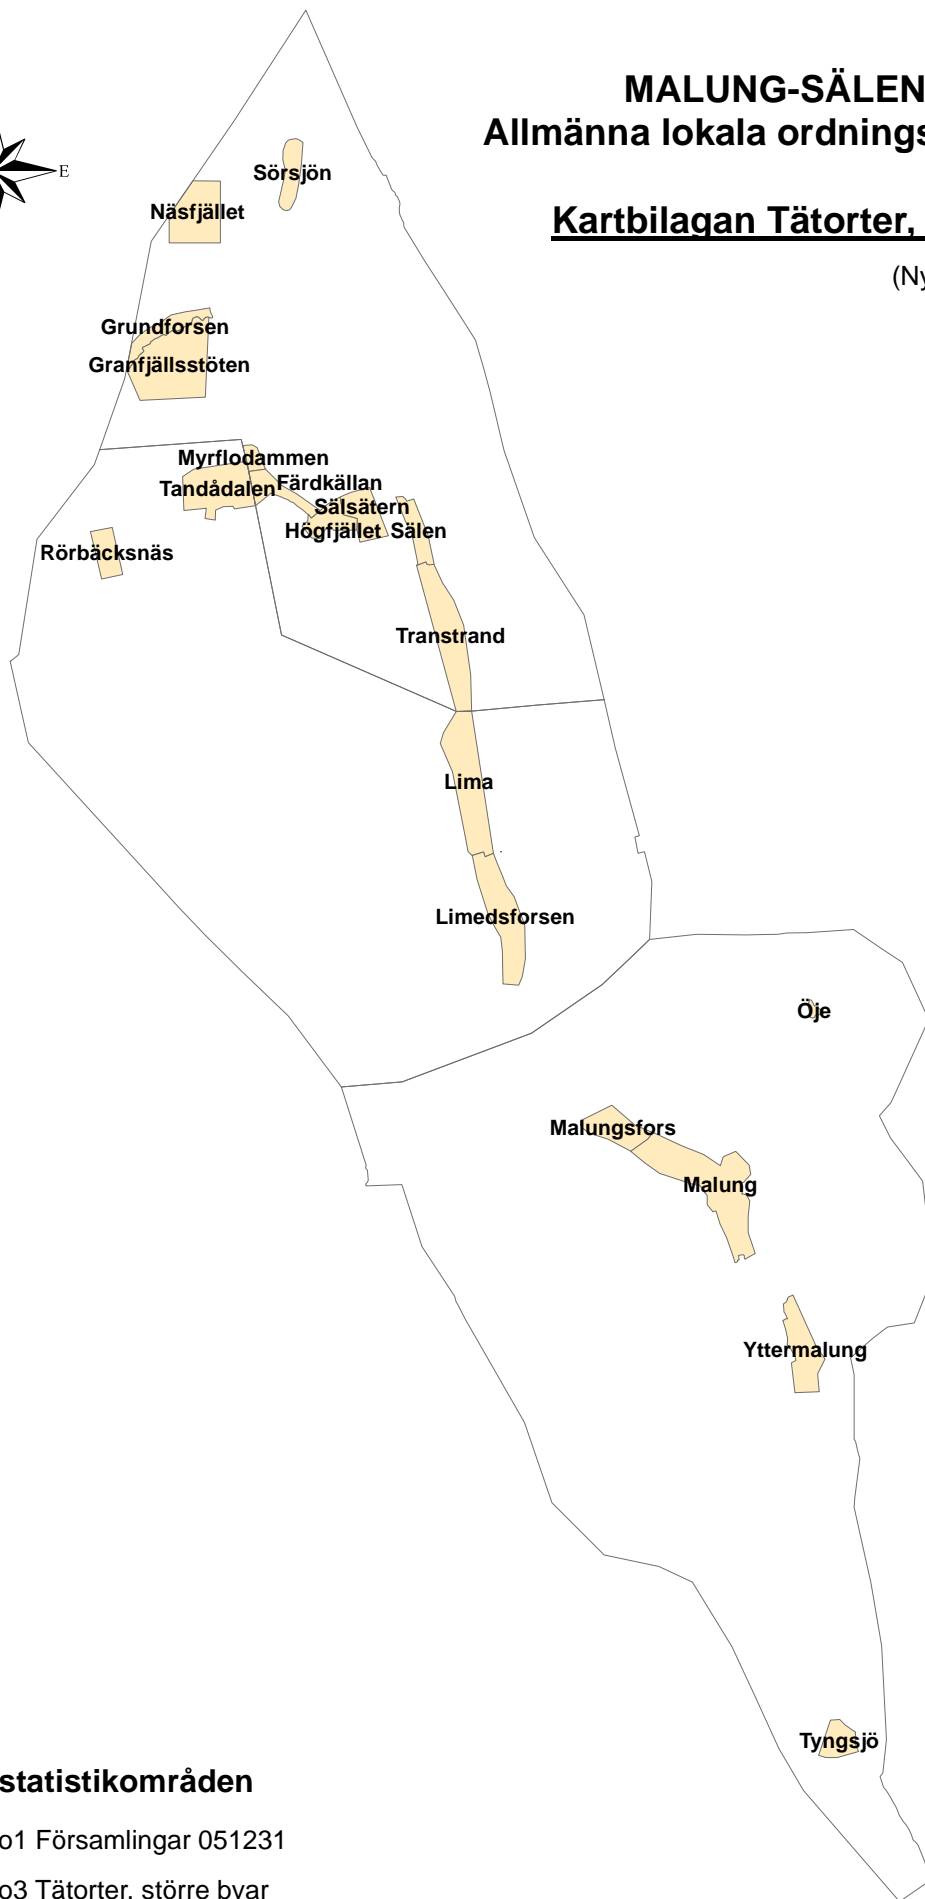 MALUNG-SÄLEN
Allmänna lokala ordnings
Kartbilagan Tätorter,
(Ny
E
Sörsjön
Näsfjället
Grundforsen
Granfjällsstöten
Myrflodammen
Tandådalen
Färdkällan
Sälsätern
Högfjället
Sälen
Rörbäcksnäs
Transtrand
Lima
Limedsforsen
Öje
Malungsfors
Malung
Yttermalung
Tyngsjö
statistikområden
o1 Församlingar 051231
o3 Tätorter, större byar